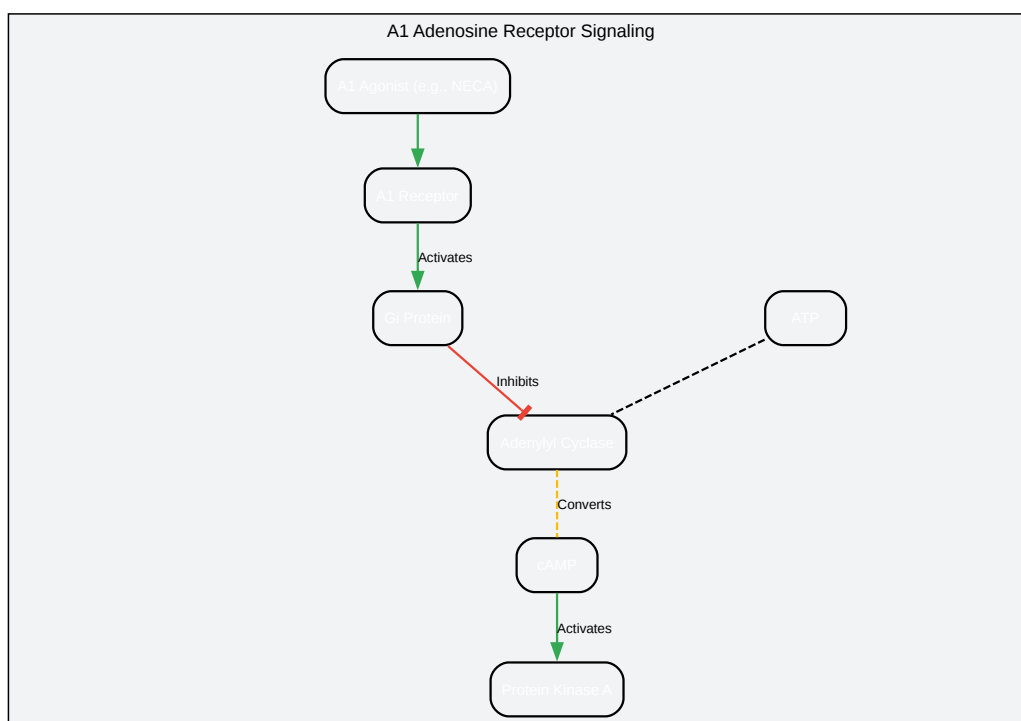 A1 Adenosine Receptor Signaling
A1 Agonist (e.g., NECA)
A1 Receptor
Activates
Gi Protein
ATP
Inhibits
Adenylyl Cyclase
Converts
cAMP
Activates
Protein Kinase A